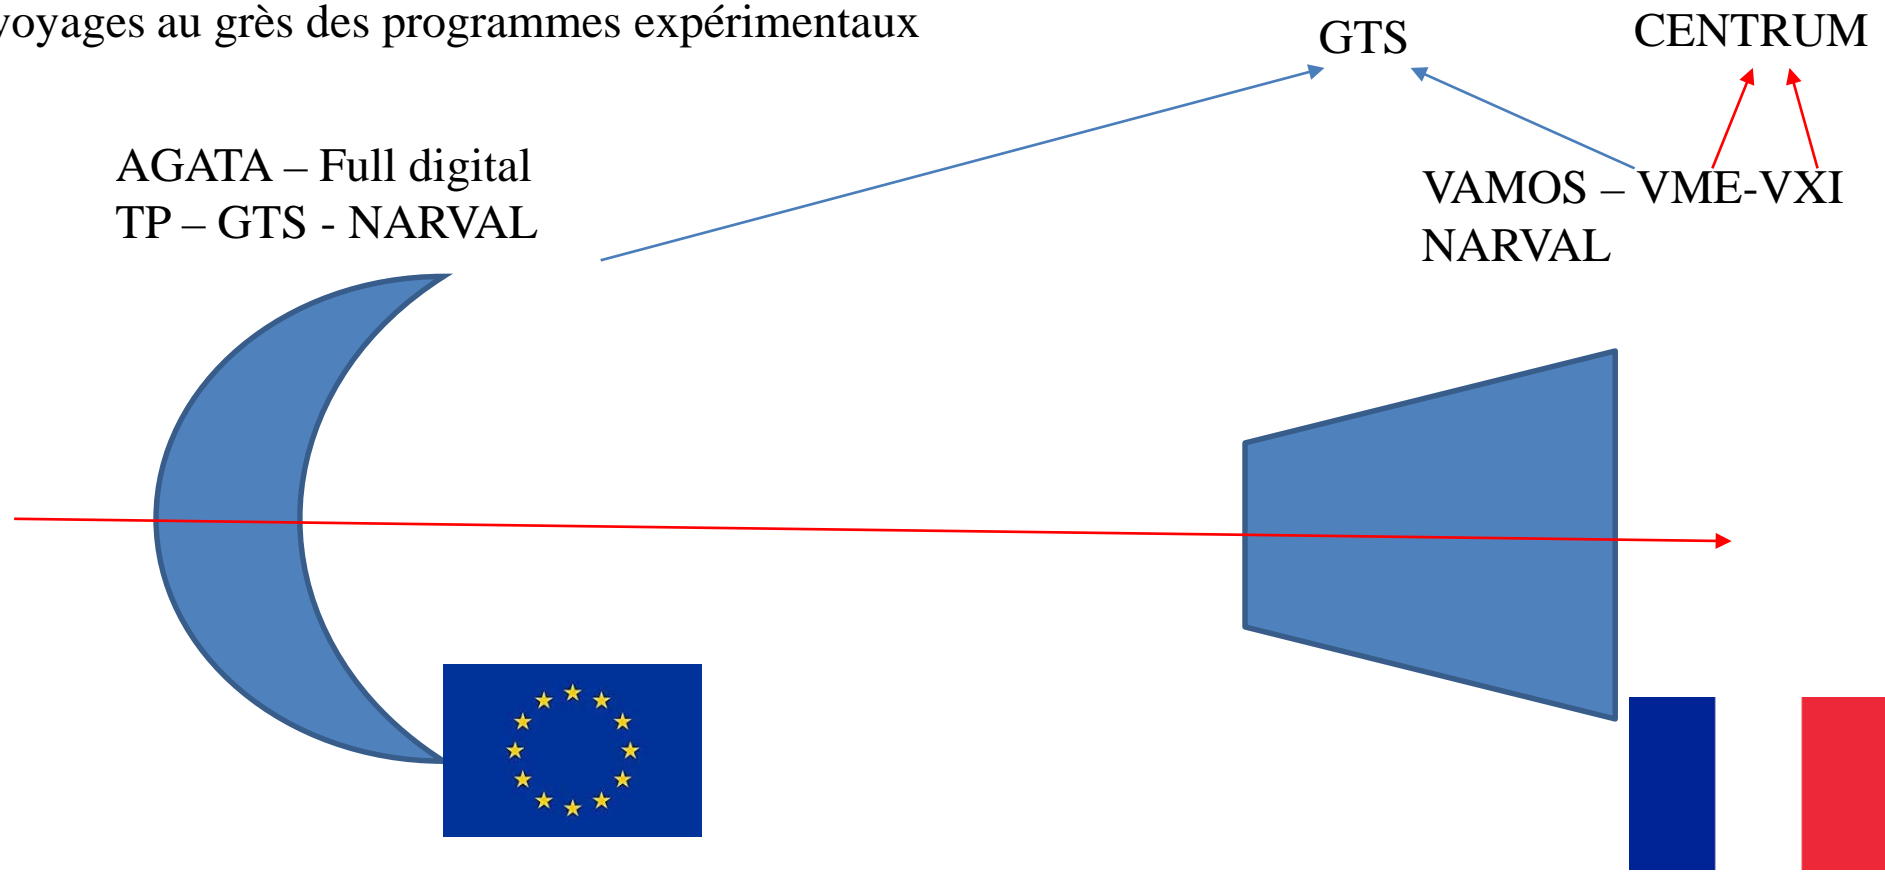 voyages au grès des programmes expérimentaux
GTS
CENTRUM
AGATA – Full digital
TP – GTS - NARVAL
VAMOS – VME-VXI
NARVAL